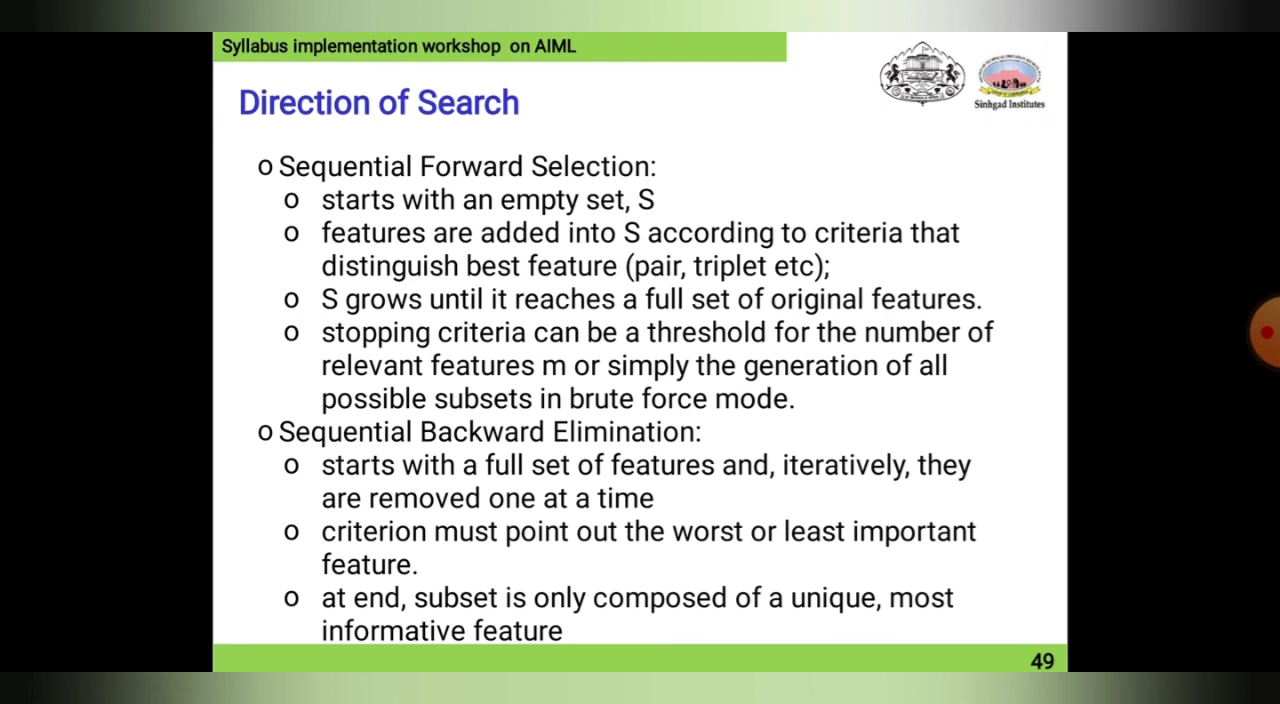 Syllabus implementation workshop on AIML
Sinhgad Institutes
Direction of Search
o Sequential Forward Selection:
o starts with an empty set, S
o features are added into S according to criteria that
distinguish best feature (pair, triplet etc);
o S grows until it reaches a full set of original features.
o stopping criteria can be a threshold for the number of
relevant features m or simply the generation of all
possible subsets in brute force mode.
o Sequential Backward Elimination:
o starts with a full set of features and, iteratively, they
are removed one at a time
o criterion must point out the worst or least important
feature.
o at end, subset is only composed of a unique, most
informative feature
49